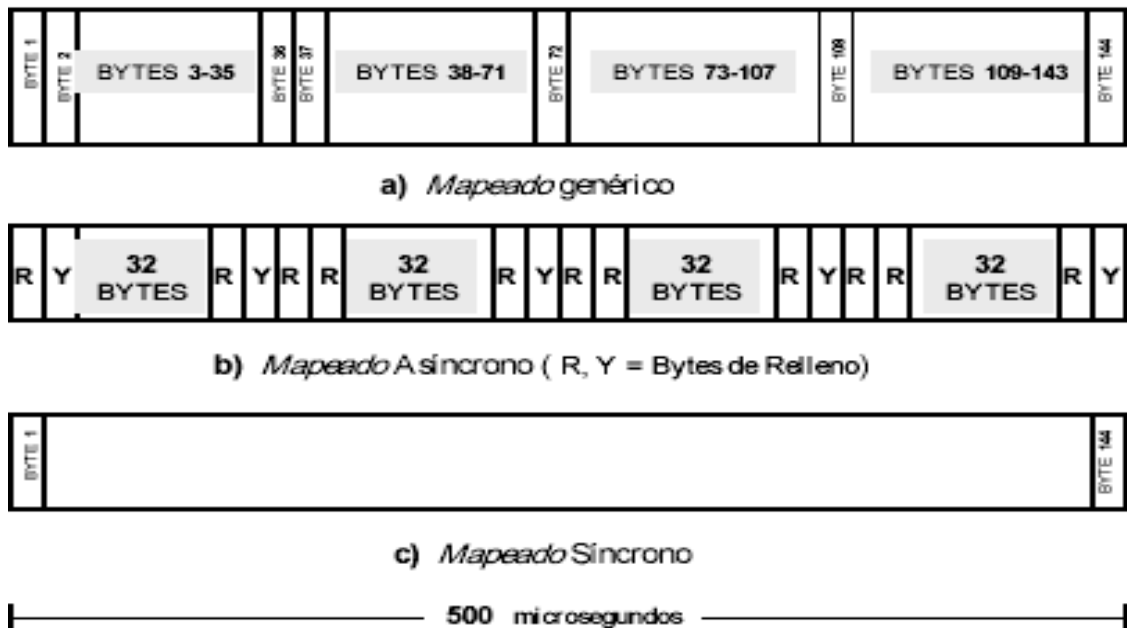 BYTE 1
BYTE 2
BYTES 3-35
BYTE 36
BYTE 37
BYTES 38-71
BYTE 72
BYTES 73-107
BYTE 109
BYTES 109-143
BYTE 144
a) Mapeado genérico
R Y 32 BYTES R Y R R 32 BYTES R Y R R 32 BYTES R Y R R 32 BYTES R Y
b) Mapeado Asíncrono ( R, Y = Bytes de Relleno)
BYTE 1
BYTE 144
c) Mapeado Síncrono
500 microsegundos